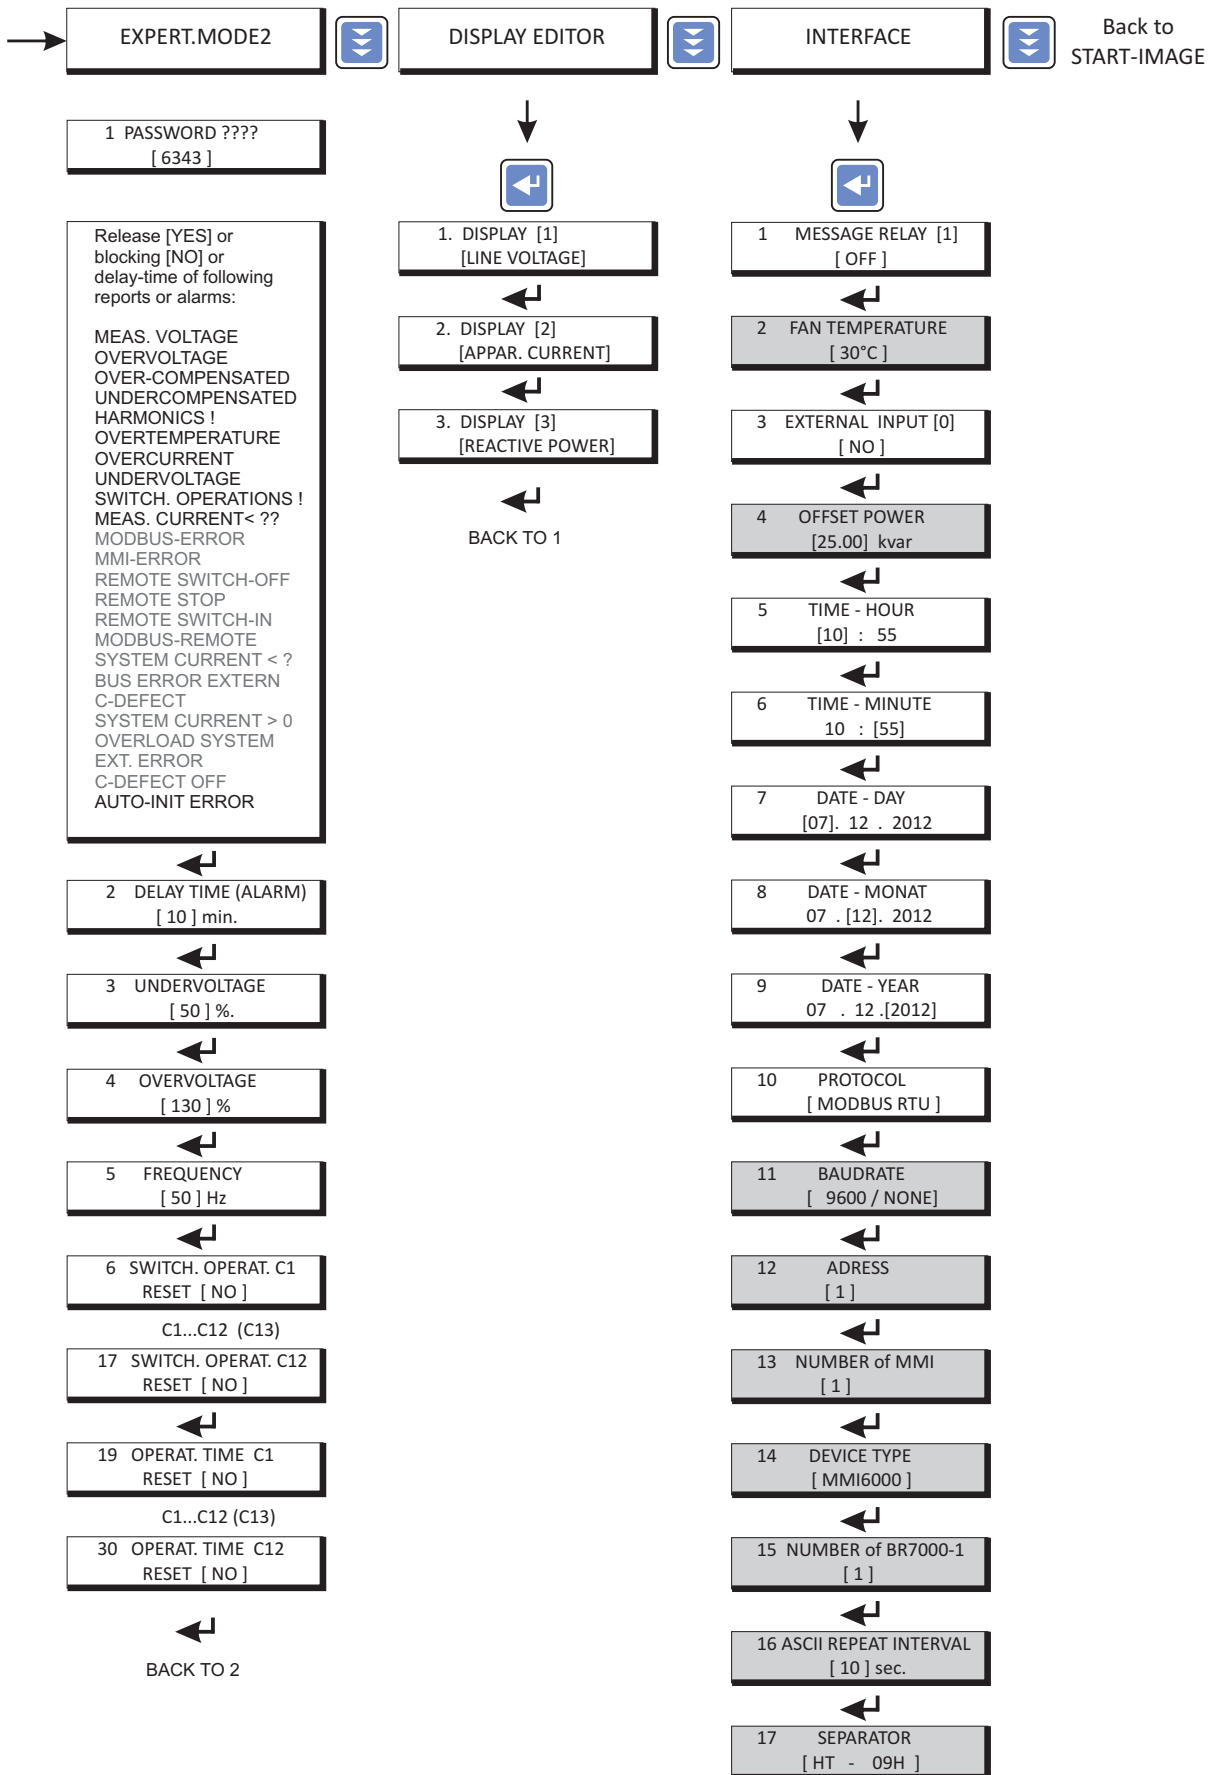 EXPERT.MODE2
DISPLAY EDITOR
INTERFACE
Back to
START-IMAGE
1 PASSWORD ????
[ 6343 ]
Release [YES] or
blocking [NO] or
delay-time of following
reports or alarms:
MEAS. VOLTAGE
OVERVOLTAGE
OVER-COMPENSATED
UNDERCOMPENSATED
HARMONICS !
OVERTEMPERATURE
OVERCURRENT
UNDERVOLTAGE
SWITCH. OPERATIONS !
MEAS. CURRENT< ??
MODBUS-ERROR
MMI-ERROR
REMOTE SWITCH-OFF
REMOTE STOP
REMOTE SWITCH-IN
MODBUS-REMOTE
SYSTEM CURRENT < ?
BUS ERROR EXTERN
C-DEFECT
SYSTEM CURRENT > 0
OVERLOAD SYSTEM
EXT. ERROR
C-DEFECT OFF
AUTO-INIT ERROR
2 DELAY TIME (ALARM)
[ 10 ] min.
3 UNDERVOLTAGE
[ 50 ] %.
4 OVERVOLTAGE
[ 130 ] %
5 FREQUENCY
[ 50 ] Hz
6 SWITCH. OPERAT. C1
RESET [ NO ]
C1...C12 (C13)
17 SWITCH. OPERAT. C12
RESET [ NO ]
19 OPERAT. TIME C1
RESET [ NO ]
C1...C12 (C13)
30 OPERAT. TIME C12
RESET [ NO ]
BACK TO 2
1. DISPLAY [1]
[LINE VOLTAGE]
2. DISPLAY [2]
[APPAR. CURRENT]
3. DISPLAY [3]
[REACTIVE POWER]
BACK TO 1
1 MESSAGE RELAY [1]
[ OFF ]
2 FAN TEMPERATURE
[ 30°C ]
3 EXTERNAL INPUT [0]
[ NO ]
4 OFFSET POWER
[25.00] kvar
5 TIME - HOUR
[10] : 55
6 TIME - MINUTE
10 : [55]
7 DATE - DAY
[07]. 12 . 2012
8 DATE - MONAT
07 . [12]. 2012
9 DATE - YEAR
07 . 12 .[2012]
10 PROTOCOL
[ MODBUS RTU ]
11 BAUDRATE
[ 9600 / NONE]
12 ADRESS
[ 1 ]
13 NUMBER of MMI
[ 1 ]
14 DEVICE TYPE
[ MMI6000 ]
15 NUMBER of BR7000-1
[ 1 ]
16 ASCII REPEAT INTERVAL
[ 10 ] sec.
17 SEPARATOR
[ HT - 09H ]